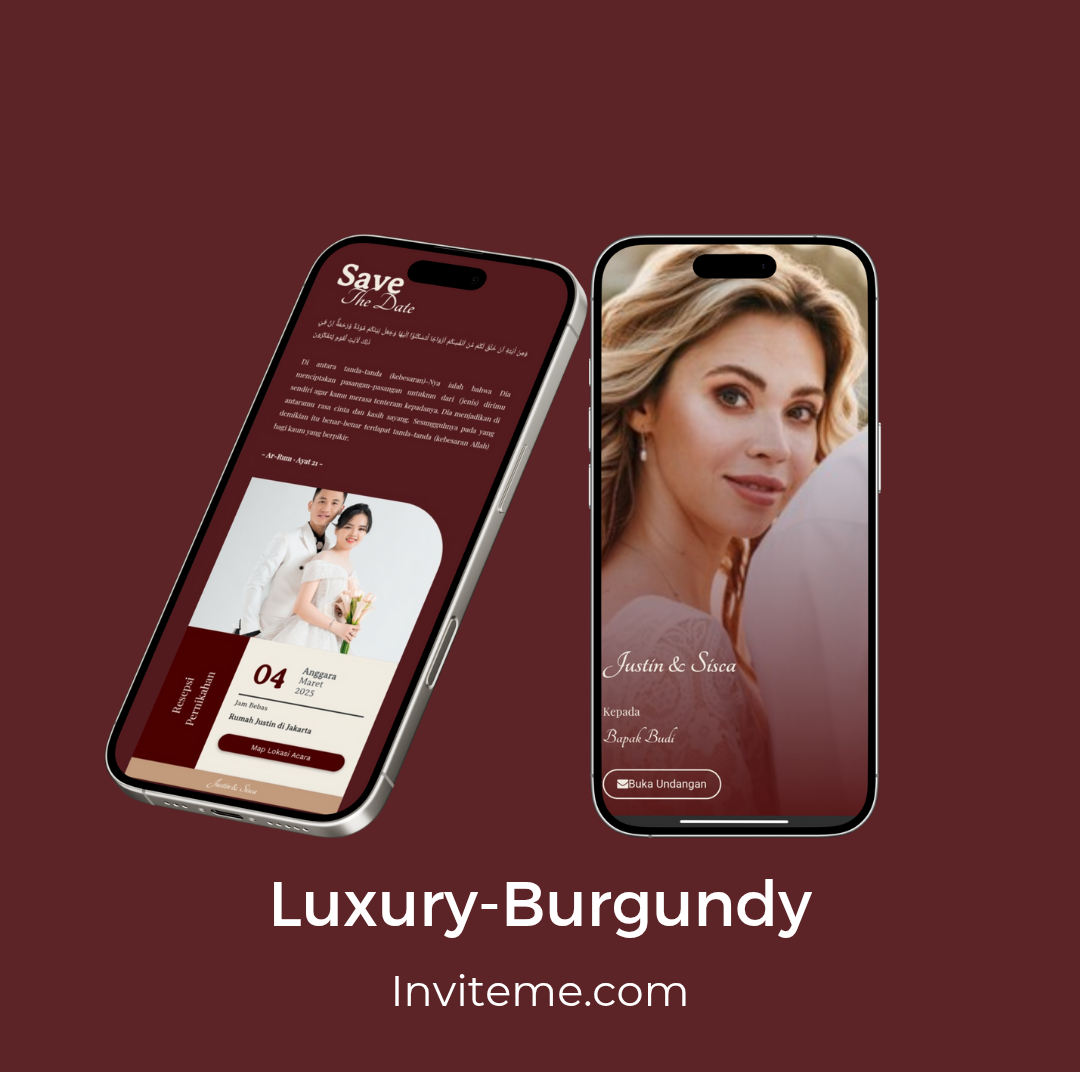 Save
The Date
وَمِنْ اٰيٰتِهٖٓ اَنْ خَلَقَ لَكُمْ مِّنْ اَنْفُسِكُمْ اَزْوَاجًا لِّتَسْكُنُوْٓا اِلَيْهَا وَجَعَلَ بَيْنَكُمْ مَّوَدَّةً وَّرَحْمَةً ۗاِنَّ فِيْ
ذٰلِكَ لَاٰيٰتٍ لِّقَوْمٍ يَّتَفَكَّرُوْنَ
Di antara tanda-tanda (kebesaran)-Nya ialah bahwa Dia
menciptakan pasangan-pasangan untukmu dari (jenis) dirimu
sendiri agar kamu merasa tenteram kepadanya. Dia menjadikan di
antaramu rasa cinta dan kasih sayang. Sesungguhnya pada yang
demikian itu benar-benar terdapat tanda-tanda (kebesaran Allah)
bagi kaum yang berpikir.
- Ar-Rum · Ayat 21 -
Resepsi
Pernikahan
04
Anggara
Maret
2025
Jam Bebas
Rumah Justin di Jakarta
Map Lokasi Acara
Justin & Sisca
Justin & Sisca
Kepada
Bapak Budi
Buka Undangan
Luxury-Burgundy
Inviteme.com